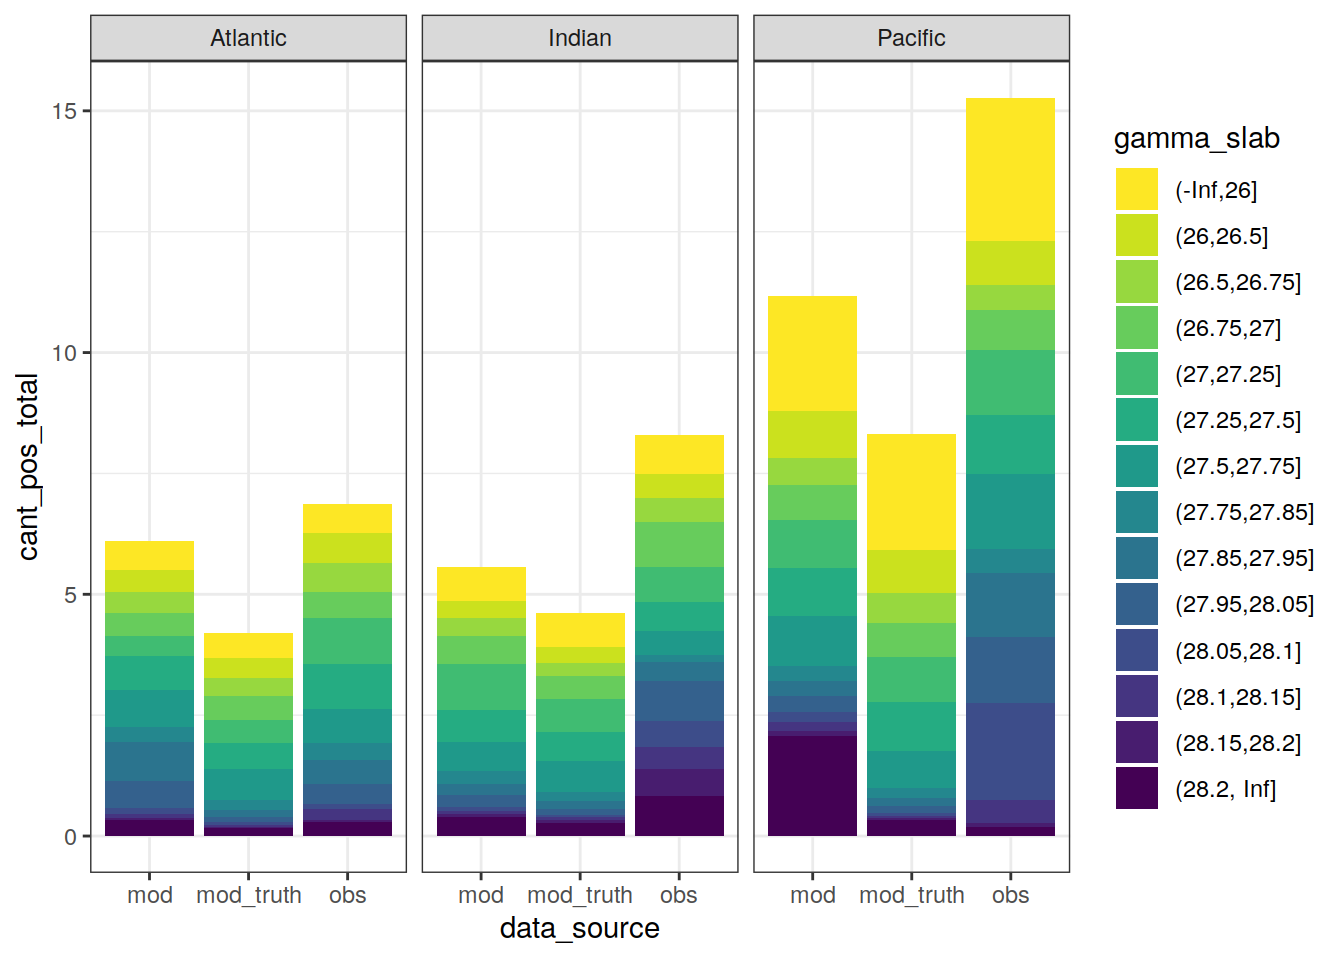 Atlantic Indian Pacific
cant_pos_total
15
10
5
0
mod mod_truth obs mod mod_truth obs mod mod_truth obs
data_source
gamma_slab
(-Inf,26]
(26,26.5]
(26.5,26.75]
(26.75,27]
(27,27.25]
(27.25,27.5]
(27.5,27.75]
(27.75,27.85]
(27.85,27.95]
(27.95,28.05]
(28.05,28.1]
(28.1,28.15]
(28.15,28.2]
(28.2, Inf]